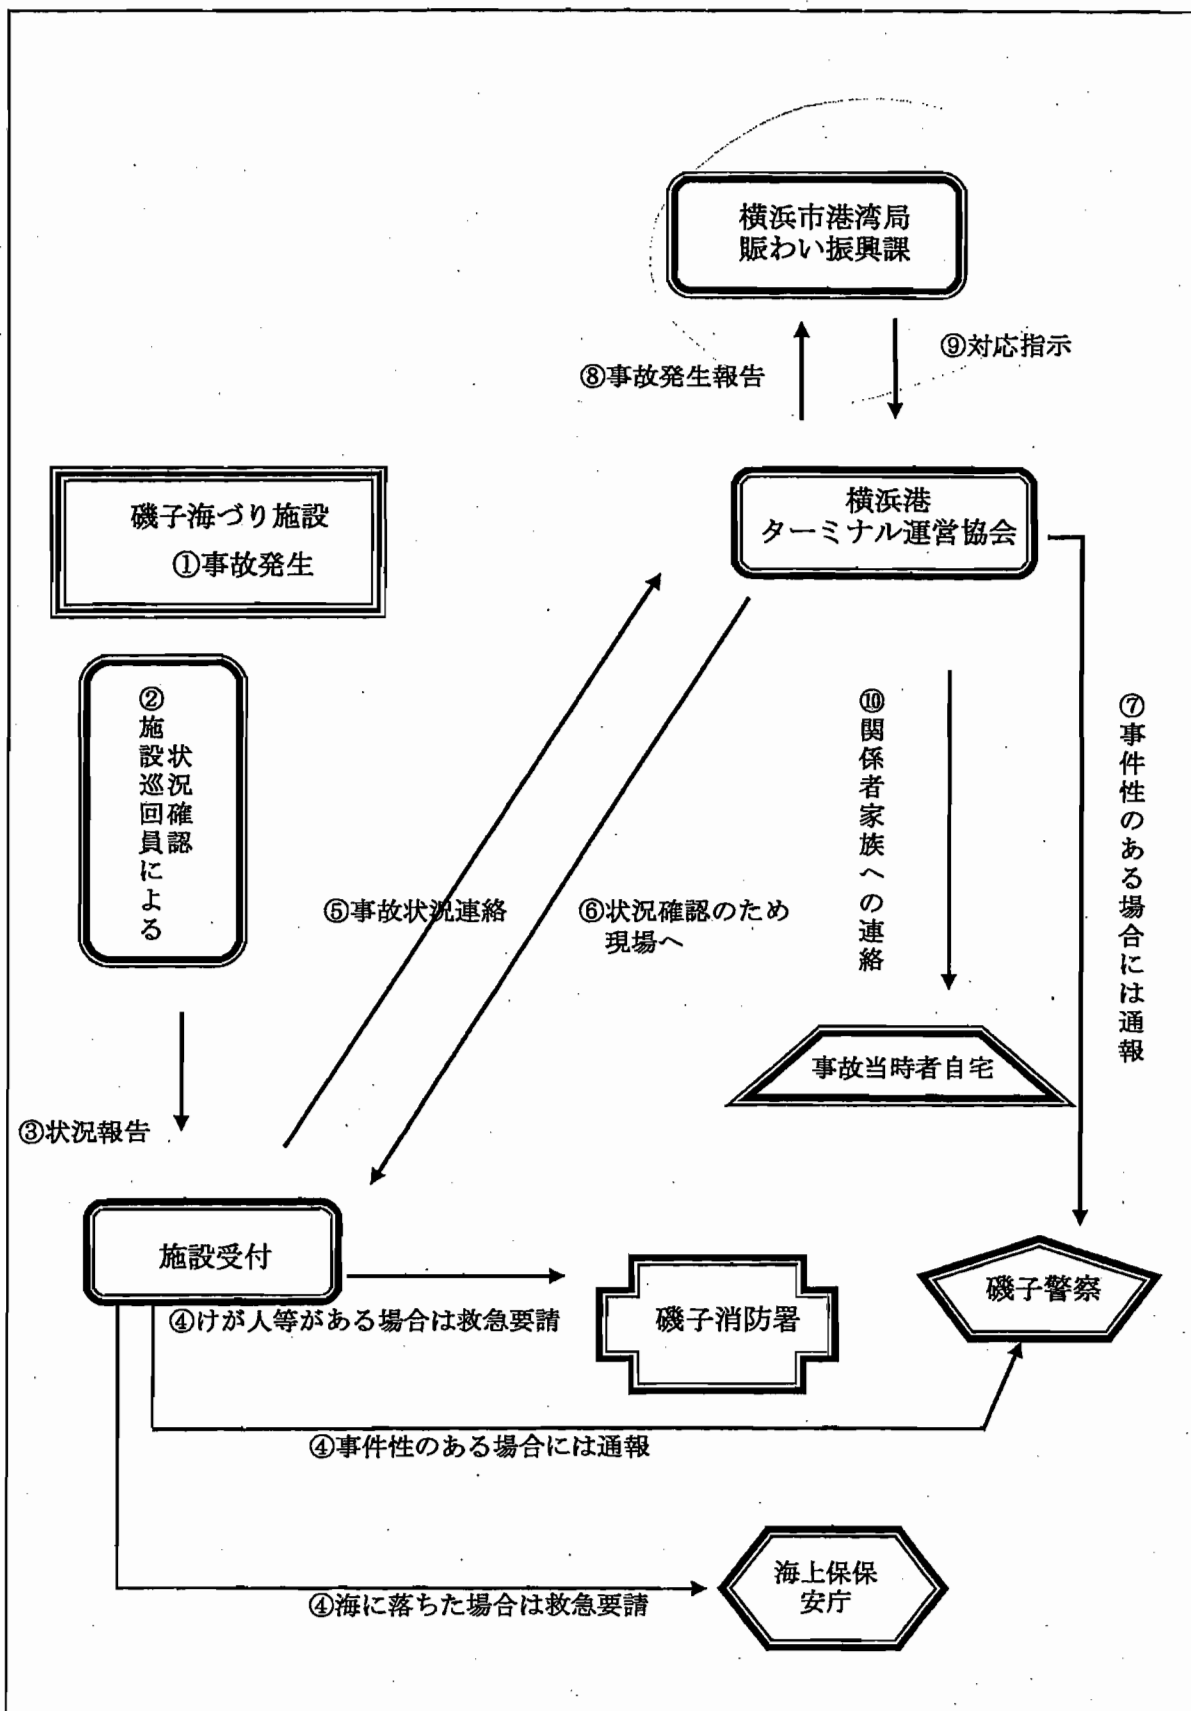 横浜市港湾局
賑わい振興課
⑨対応指示
⑧事故発生報告
磯子海づり施設
①事故発生
横浜港
ターミナル運営協会
②施設巡回員による
状況確認
⑤事故状況連絡
⑥状況確認のため
現場へ
⑩関係者家族への連絡
⑦事件性のある場合には通報
事故当時者自宅
③状況報告
施設受付
④けが人等がある場合は救急要請
磯子消防署
磯子警察
④事件性のある場合には通報
海上保保
安庁
④海に落ちた場合は救急要請